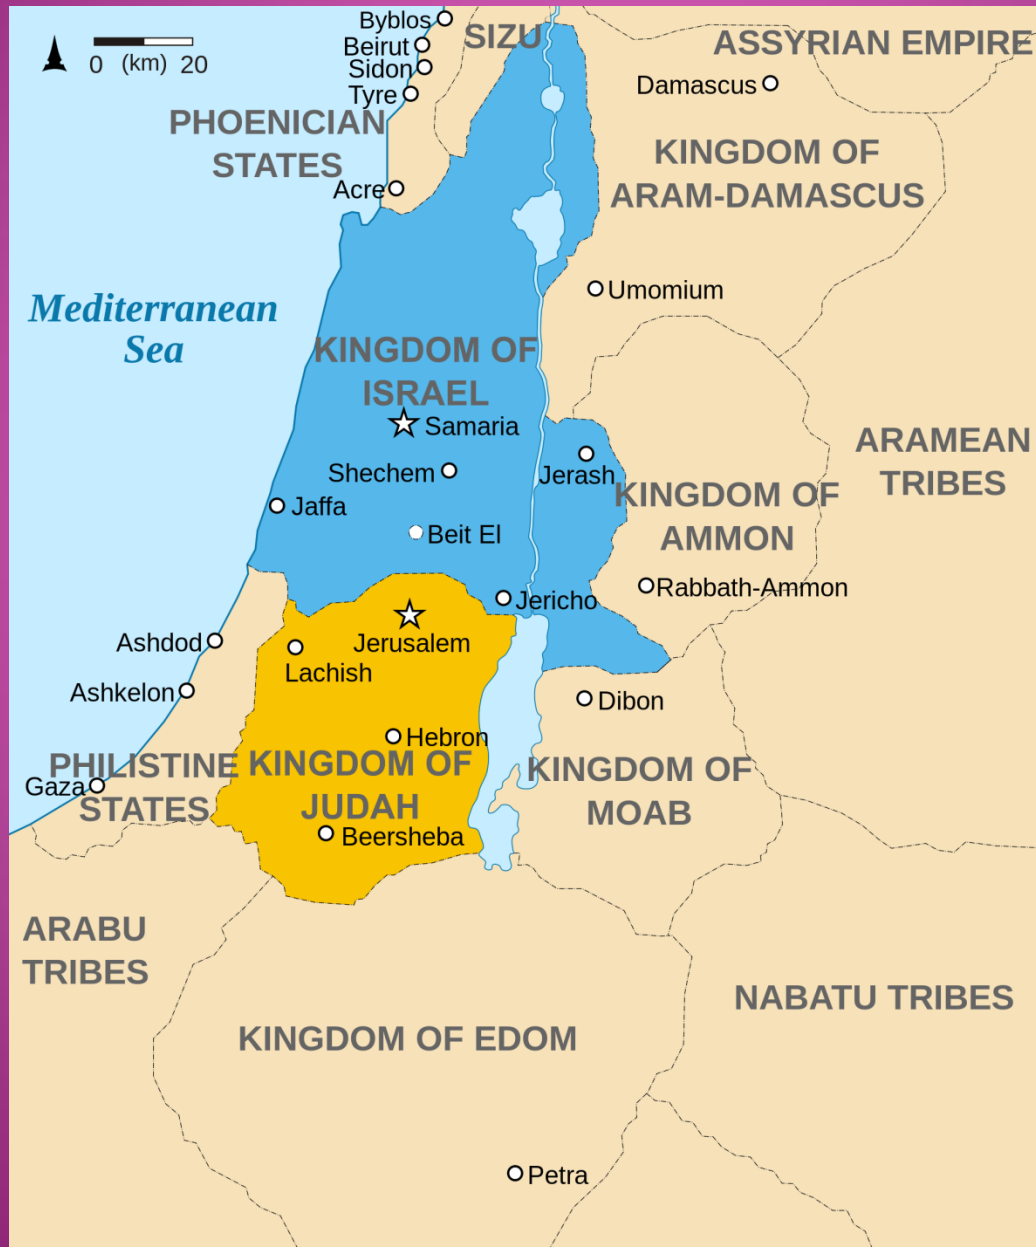 Byblos
SIZU
ASSYRIAN EMPIRE
Beirut
0 (km) 20
Sidon
Damascus
Tyre
PHOENICIAN
STATES
KINGDOM OF
ARAM-DAMASCUS
Acre
Umomium
Mediterranean
Sea
KINGDOM OF
ISRAEL
Samaria
ARAMEAN
TRIBES
Shechem
Jerash
KINGDOM OF
AMMON
Jaffa
Beit El
Rabbath-Ammon
Jericho
Ashdod
Jerusalem
Lachish
Ashkelon
Dibon
Hebron
PHILISTINE
STATES
KINGDOM OF
JUDAH
KINGDOM OF
MOAB
Gaza
Beersheba
ARABU
TRIBES
NABATU TRIBES
KINGDOM OF EDOM
Petra